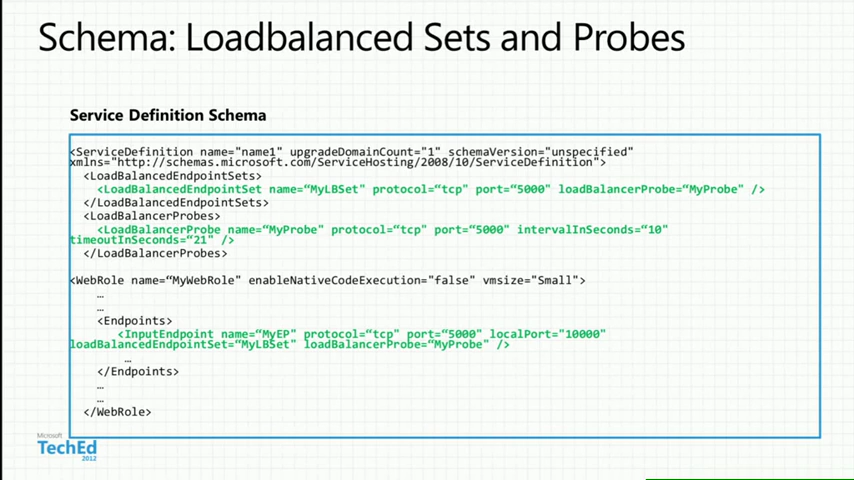 Schema: Loadbalanced Sets and Probes
Service Definition Schema
<ServiceDefinition name="name1" upgradeDomainCount="1" schemaVersion="unspecified"
xmlns="http://schemas.microsoft.com/ServiceHosting/2008/10/ServiceDefinition">
<LoadBalancedEndpointSets>
<LoadBalancedEndpointSet name=“MyLBSet" protocol=“tcp" port=“5000" loadBalancerProbe=“MyProbe" />
</LoadBalancedEndpointSets>
<LoadBalancerProbes>
<LoadBalancerProbe name=“MyProbe" protocol=“tcp" port=“5000" intervalInSeconds=“10"
timeoutInSeconds=“21" />
</LoadBalancerProbes>
<WebRole name=“MyWebRole" enableNativeCodeExecution="false" vmsize="Small">
…
…
<Endpoints>
<InputEndpoint name=“MyEP" protocol=“tcp" port=“5000" localPort="10000"
loadBalancedEndpointSet=“MyLBSet" loadBalancerProbe=“MyProbe" />
…
</Endpoints>
…
…
</WebRole>
Microsoft
TechEd
2012